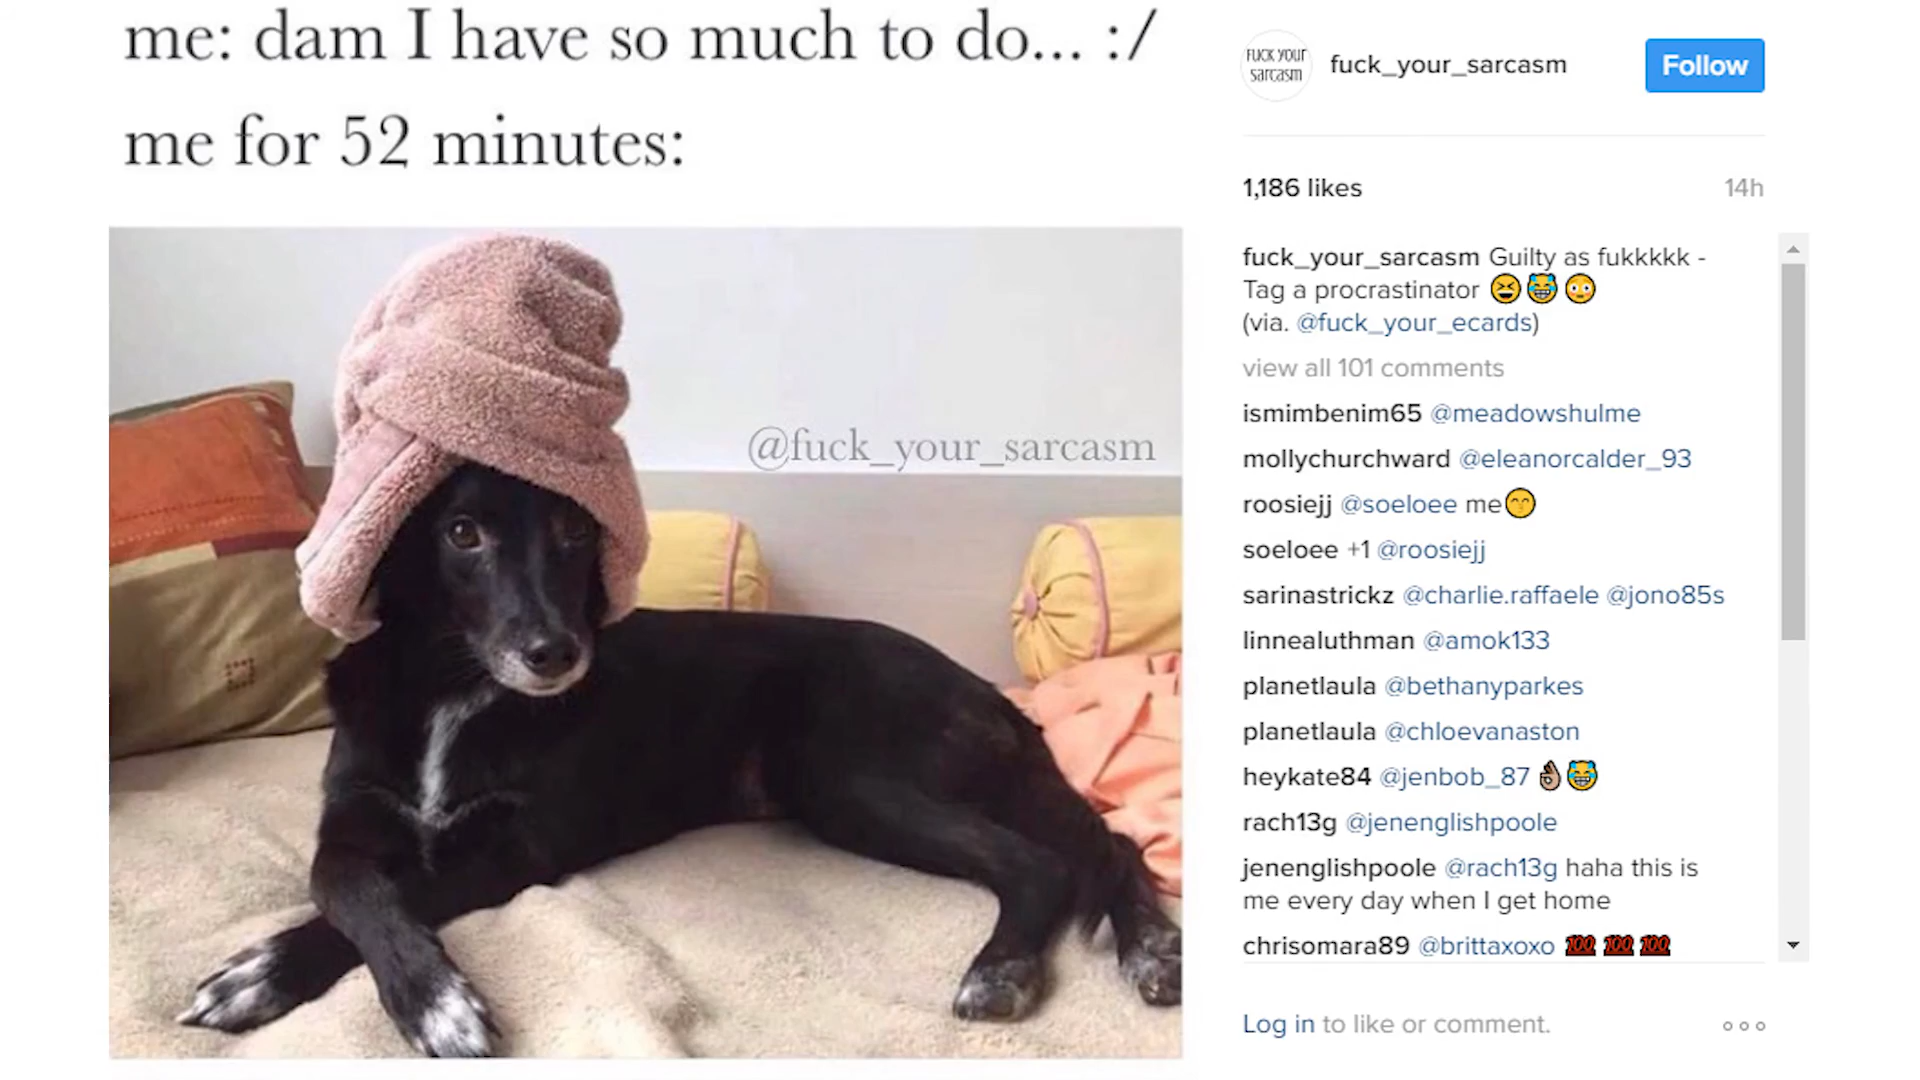 me: dam I have so much to do... :/
me for 52 minutes:
@fuck_your_sarcasm
FUCK YOUR
sarcasm
fuck_your_sarcasm
Follow
1,186 likes
14h
fuck_your_sarcasm Guilty as fukkkkk -
Tag a procrastinator 😆😹😳
(via. @fuck_your_ecards)
view all 101 comments
ismimbenim65 @meadowshulme
mollychurchward @eleanorcalder_93
roosiejj @soeloee me😙
soeloee +1 @roosiejj
sarinastrickz @charlie.raffaele @jono85s
linnealuthman @amok133
planetlaula @bethanyparkes
planetlaula @chloevanaston
heykate84 @jenbob_87 👌🏽😹
rach13g @jenenglishpoole
jenenglishpoole @rach13g haha this is
me every day when I get home
chrisomara89 @brittaxoxo 💯 💯 💯
Log in to like or comment.